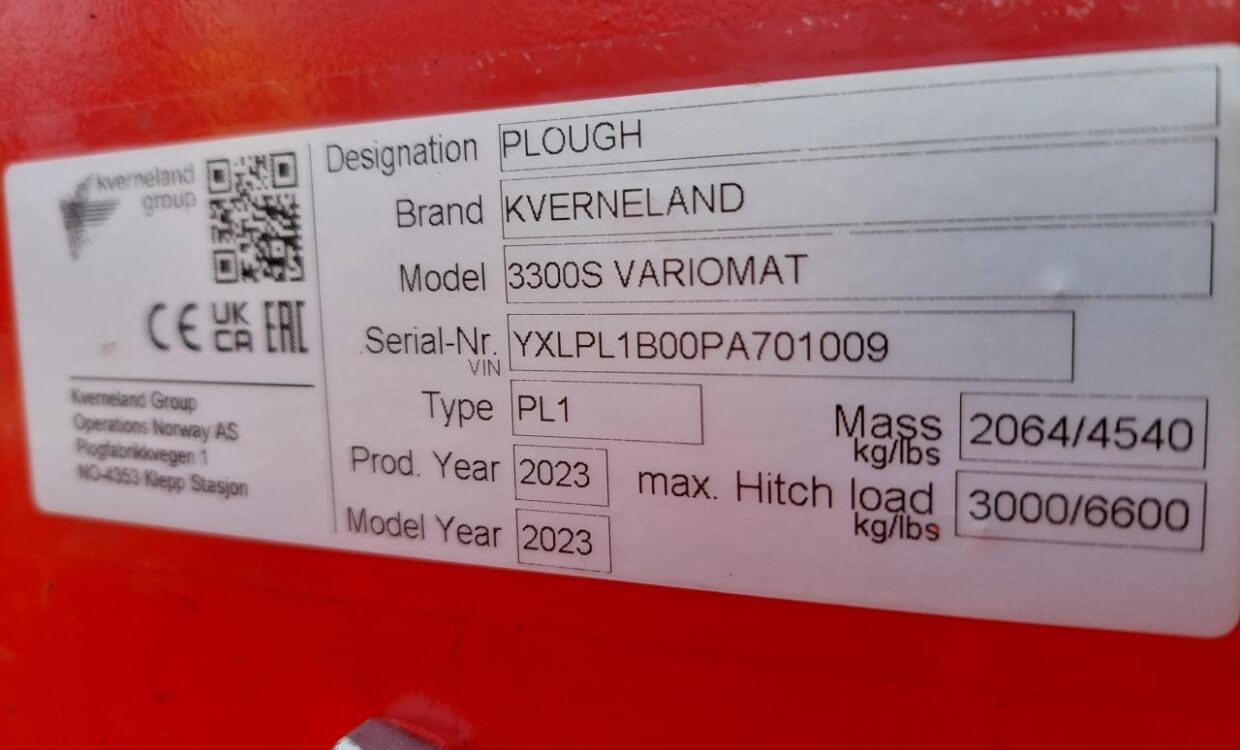 kverneland
group
CE UK
CA EAC
Kverneland Group
Operations Norway AS
Plogfabrikkvegen 1
NO-4353 Klepp Stasjon
Designation PLOUGH
Brand KVERNELAND
Model 3300S VARIOMAT
Serial-Nr. YXLPL1B00PA701009
VIN
Type PL1
Mass 2064/4540
kg/lbs
Prod. Year 2023
max. Hitch load 3000/6600
kg/lbs
Model Year 2023